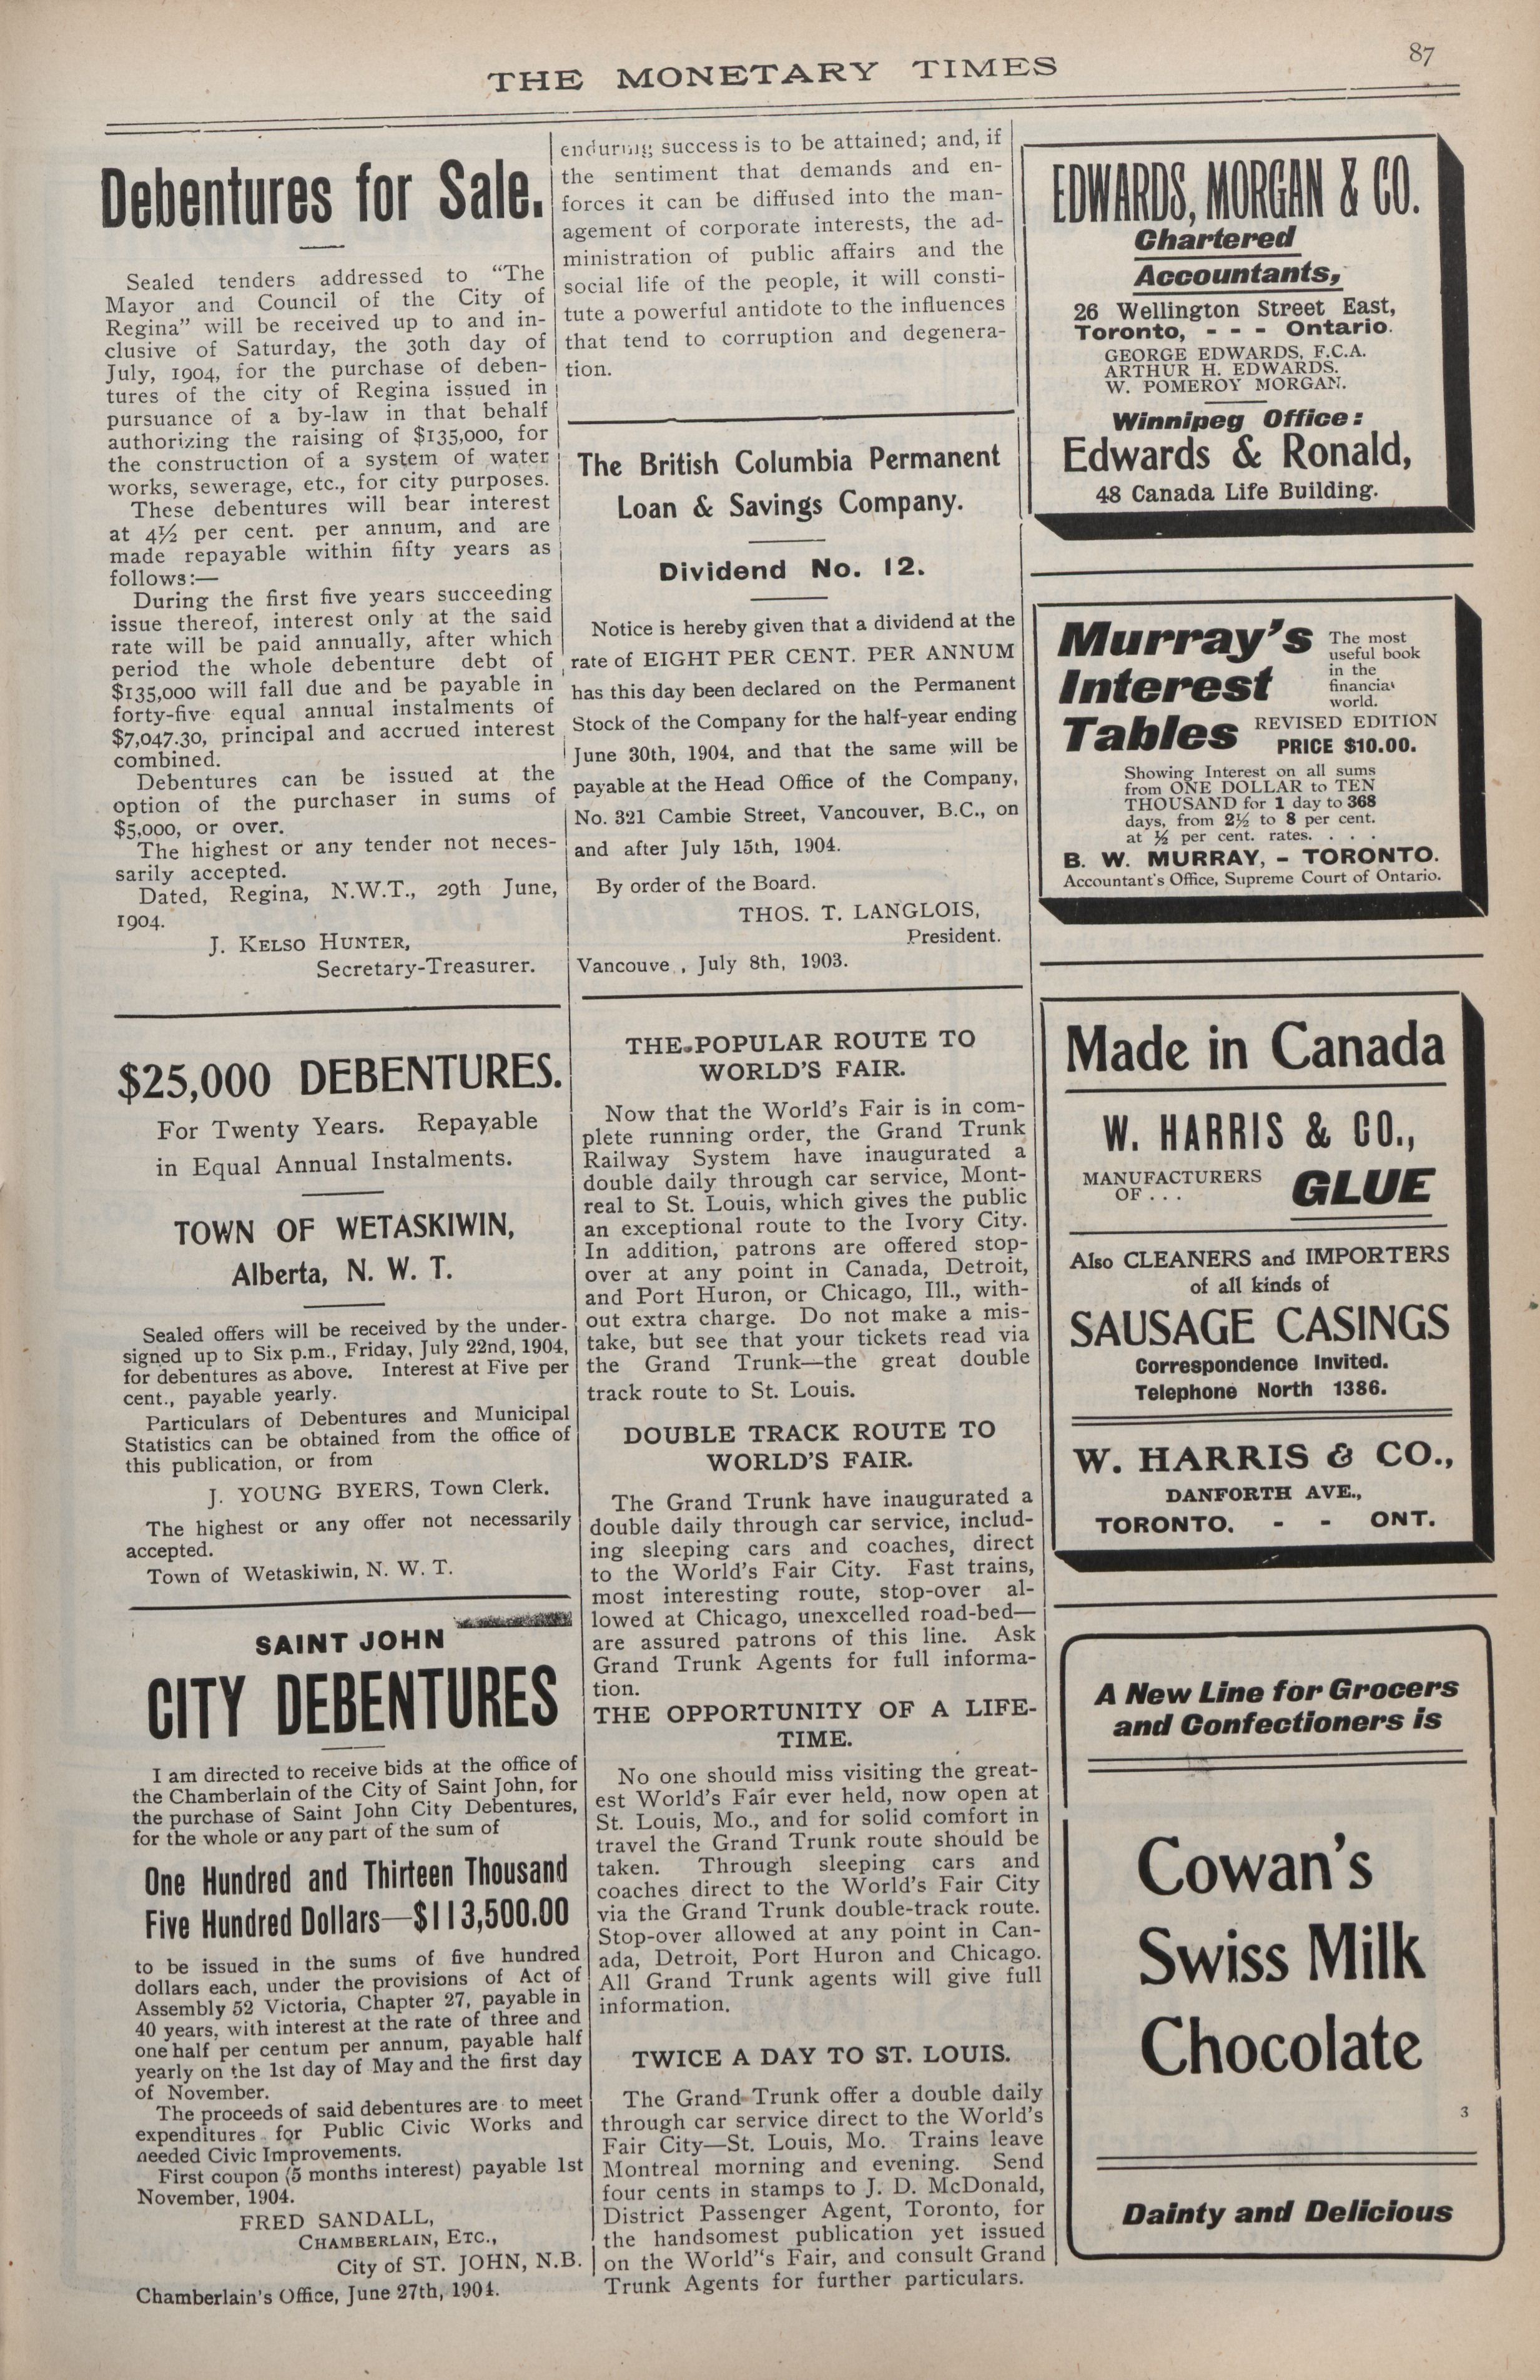 THE MONETARY TIMES
87
Debentures for Sale.
Sealed tenders addressed to “The
Mayor and Council of the City of
Regina” will be received up to and in-
clusive of Saturday, the 30th day of
July, 1904, for the purchase of deben-
tures of the city of Regina issued in
pursuance of a by-law in that behalf
authorizing the raising of $135,000, for
the construction of a system of water
works, sewerage, etc., for city purposes.
These debentures will bear interest
at 4½ per cent. per annum, and are
made repayable within fifty years as
follows:—
During the first five years succeeding
issue thereof, interest only at the said
rate will be paid annually, after which
period the whole debenture debt of
$135,000 will fall due and be payable in
forty-five equal annual instalments of
$7,047.30, principal and accrued interest
combined.
Debentures can be issued at the
option of the purchaser in sums of
$5,000, or over.
The highest or any tender not neces-
sarily accepted.
Dated, Regina, N.W.T., 29th June,
1904.
J. KELSO HUNTER,
Secretary-Treasurer.
$25,000 DEBENTURES.
For Twenty Years. Repayable
in Equal Annual Instalments.
TOWN OF WETASKIWIN,
Alberta, N. W. T.
Sealed offers will be received by the under-
signed up to Six p.m., Friday, July 22nd, 1904,
for debentures as above. Interest at Five per
cent., payable yearly.
Particulars of Debentures and Municipal
Statistics can be obtained from the office of
this publication, or from
J. YOUNG BYERS, Town Clerk.
The highest or any offer not necessarily
accepted.
Town of Wetaskiwin, N. W. T.
SAINT JOHN
CITY DEBENTURES
I am directed to receive bids at the office of
the Chamberlain of the City of Saint John, for
the purchase of Saint John City Debentures,
for the whole or any part of the sum of
One Hundred and Thirteen Thousand
Five Hundred Dollars—$113,500.00
to be issued in the sums of five hundred
dollars each, under the provisions of Act of
Assembly 52 Victoria, Chapter 27, payable in
40 years, with interest at the rate of three and
one half per centum per annum, payable half
yearly on the 1st day of May and the first day
of November.
The proceeds of said debentures are to meet
expenditures for Public Civic Works and
needed Civic Improvements.
First coupon (5 months interest) payable 1st
November, 1904.
FRED SANDALL,
CHAMBERLAIN, ETC.,
City of ST. JOHN, N.B.
Chamberlain's Office, June 27th, 1904.
enduring success is to be attained; and, if
the sentiment that demands and en-
forces it can be diffused into the man-
agement of corporate interests, the ad-
ministration of public affairs and the
social life of the people, it will consti-
tute a powerful antidote to the influences
that tend to corruption and degenera-
tion.
The British Columbia Permanent
Loan & Savings Company.
Dividend No. 12.
Notice is hereby given that a dividend at the
rate of EIGHT PER CENT. PER ANNUM
has this day been declared on the Permanent
Stock of the Company for the half-year ending
June 30th, 1904, and that the same will be
payable at the Head Office of the Company,
No. 321 Cambie Street, Vancouver, B.C., on
and after July 15th, 1904.
By order of the Board.
THOS. T. LANGLOIS,
President.
Vancouve , July 8th, 1903.
THE POPULAR ROUTE TO
WORLD'S FAIR.
Now that the World's Fair is in com-
plete running order, the Grand Trunk
Railway System have inaugurated a
double daily through car service, Mont-
real to St. Louis, which gives the public
an exceptional route to the Ivory City.
In addition, patrons are offered stop-
over at any point in Canada, Detroit,
and Port Huron, or Chicago, Ill., with-
out extra charge. Do not make a mis-
take, but see that your tickets read via
the Grand Trunk—the great double
track route to St. Louis.
DOUBLE TRACK ROUTE TO
WORLD'S FAIR.
The Grand Trunk have inaugurated a
double daily through car service, includ-
ing sleeping cars and coaches, direct
to the World's Fair City. Fast trains,
most interesting route, stop-over al-
lowed at Chicago, unexcelled road-bed—
are assured patrons of this line. Ask
Grand Trunk Agents for full informa-
tion.
THE OPPORTUNITY OF A LIFE-
TIME.
No one should miss visiting the great-
est World's Fair ever held, now open at
St. Louis, Mo., and for solid comfort in
travel the Grand Trunk route should be
taken. Through sleeping cars and
coaches direct to the World's Fair City
via the Grand Trunk double-track route.
Stop-over allowed at any point in Can-
ada, Detroit, Port Huron and Chicago.
All Grand Trunk agents will give full
information.
TWICE A DAY TO ST. LOUIS.
The Grand Trunk offer a double daily
through car service direct to the World's
Fair City—St. Louis, Mo. Trains leave
Montreal morning and evening. Send
four cents in stamps to J. D. McDonald,
District Passenger Agent, Toronto, for
the handsomest publication yet issued
on the World"s Fair, and consult Grand
Trunk Agents for further particulars.
EDWARDS, MORGAN & CO.
Chartered
Accountants,
26 Wellington Street East,
Toronto, - - - Ontario.
GEORGE EDWARDS, F.C.A.
ARTHUR H. EDWARDS.
W. POMEROY MORGAN.
Winnipeg Office:
Edwards & Ronald,
48 Canada Life Building.
Murray's
Interest
Tables
The most
useful book
in the
financial
world.
REVISED EDITION
PRICE $10.00.
Showing Interest on all sums
from ONE DOLLAR to TEN
THOUSAND for 1 day to 368
days, from 2½ to 8 per cent.
at ½ per cent. rates. . . .
B. W. MURRAY, - TORONTO.
Accountant's Office, Supreme Court of Ontario.
Made in Canada
W. HARRIS & CO.,
MANUFACTURERS
OF . . .
GLUE
Also CLEANERS and IMPORTERS
of all kinds of
SAUSAGE CASINGS
Correspondence Invited.
Telephone North 1386.
W. HARRIS & CO.,
DANFORTH AVE.,
TORONTO. - - ONT.
A New Line for Grocers
and Confectioners is
Cowan's
Swiss Milk
Chocolate
3
Dainty and Delicious